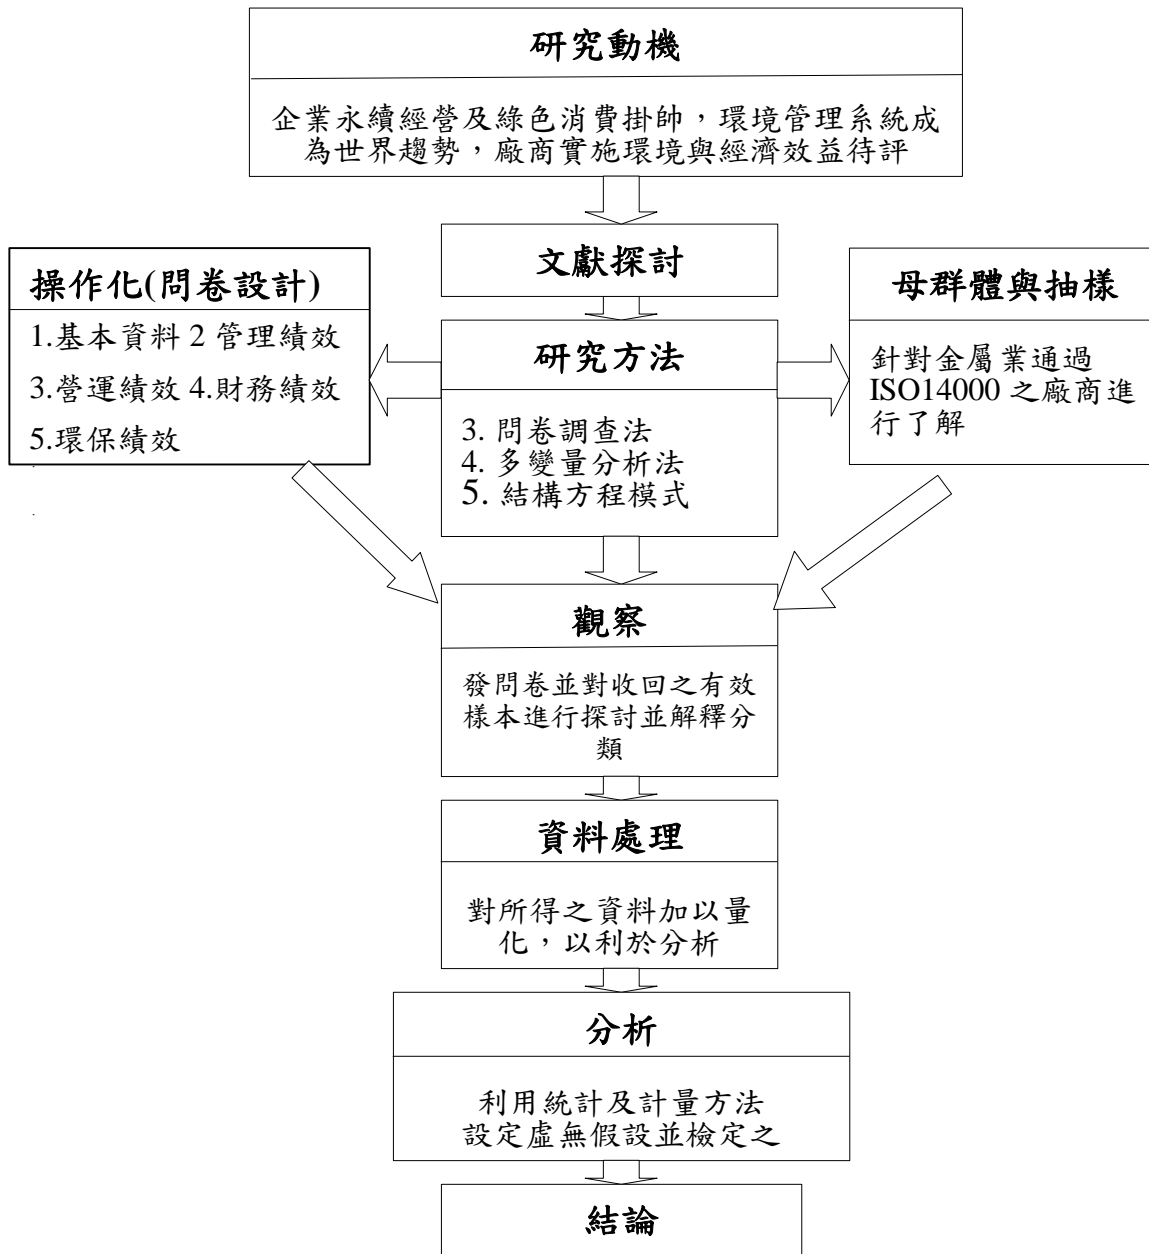 研究動機
企業永續經營及綠色消費掛帥，環境管理系統成
為世界趨勢，廠商實施環境與經濟效益待評
文獻探討
操作化(問卷設計)
1.基本資料 2 管理績效
3.營運績效 4.財務績效
5.環保績效
研究方法
3. 問卷調查法
4. 多變量分析法
5. 結構方程模式
母群體與抽樣
針對金屬業通過
ISO14000 之廠商進
行了解
觀察
發問卷並對收回之有效
樣本進行探討並解釋分
類
資料處理
對所得之資料加以量
化，以利於分析
分析
利用統計及計量方法
設定虛無假設並檢定之
結論